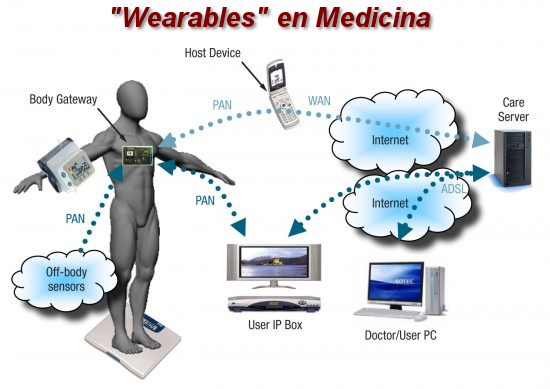 "Wearables" en Medicina
Host Device
Body Gateway
PAN
WAN
Care
Server
Internet
ADSL
Internet
PAN
PAN
Off-body
sensors
User IP Box
SOTEC
Doctor/User PC